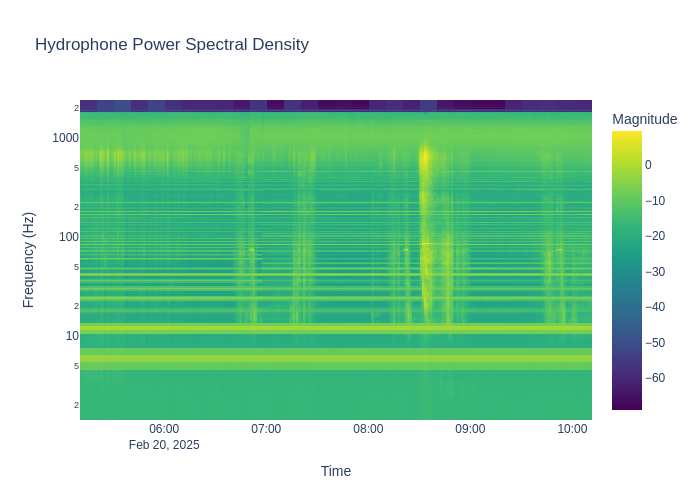 Hydrophone Power Spectral Density
Magnitude
2
1000
5
2
100
5
2
10
5
2
Frequency (Hz)
0
−10
−20
−30
−40
−50
−60
06:00 07:00 08:00 09:00 10:00
Feb 20, 2025
Time